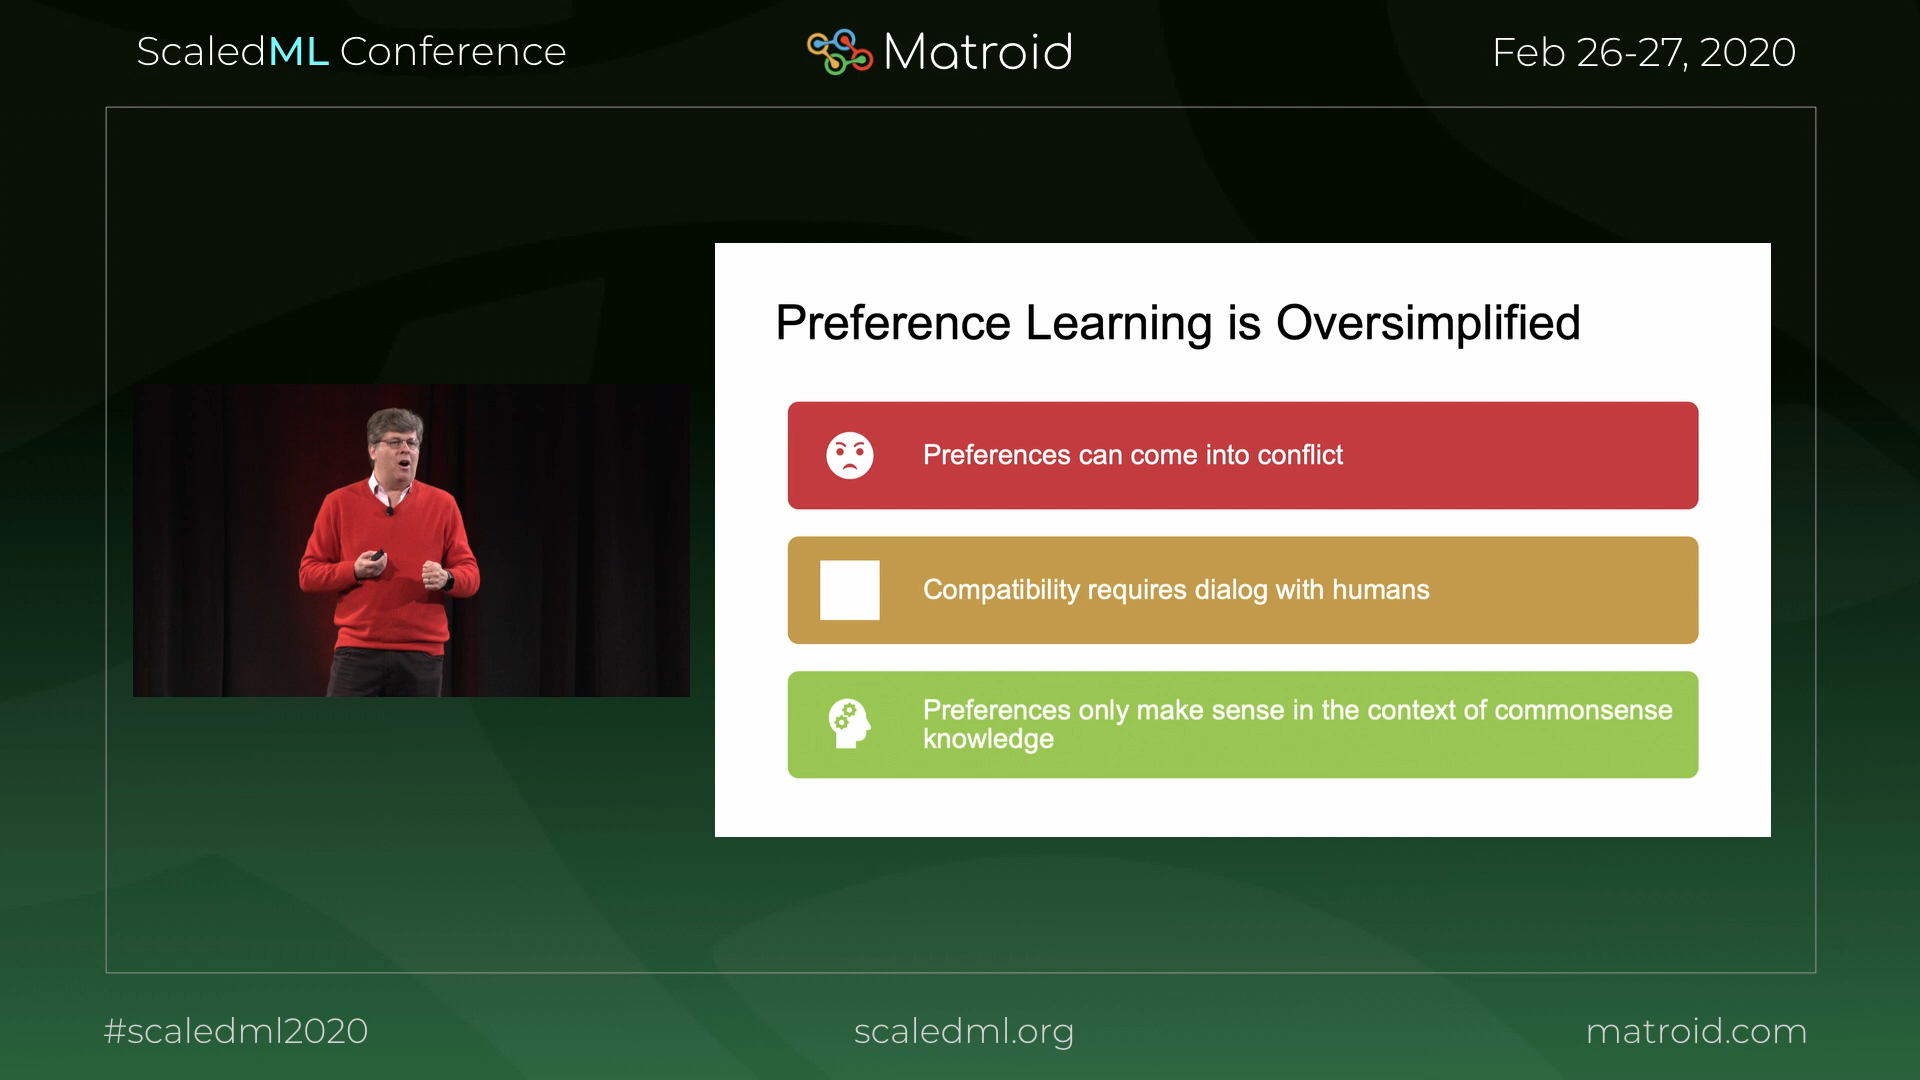 ScaledML Conference
Matroid
Feb 26-27, 2020
Preference Learning is Oversimplified
Preferences can come into conflict
Compatibility requires dialog with humans
Preferences only make sense in the context of commonsense
knowledge
#scaledml2020
scaledml.org
matroid.com